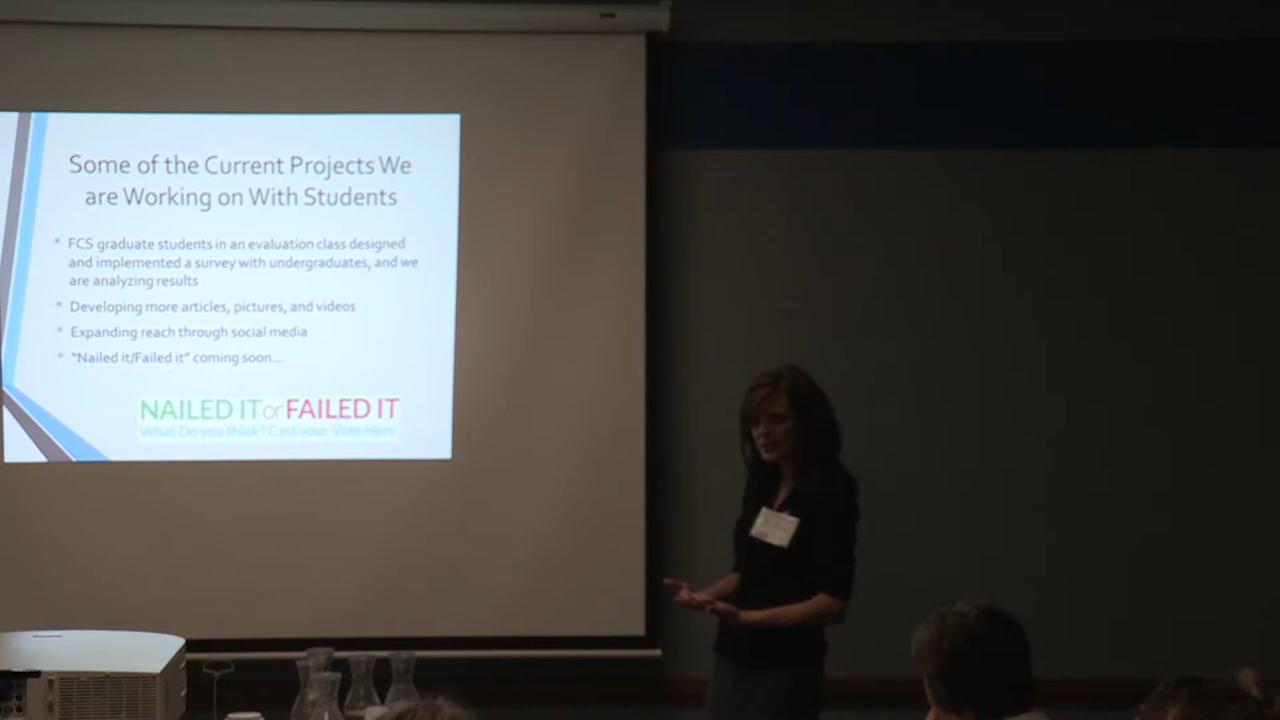 Some of the Current Projects We
are Working on With Students
* FCS graduate students in an evaluation class designed
and implemented a survey with undergraduates, and we
are analyzing results
* Developing more articles, pictures, and videos
* Expanding reach through social media
* "Nailed it/Failed it" coming soon...
NAILED IT or FAILED IT
What Do you think? Cast your Vote Here